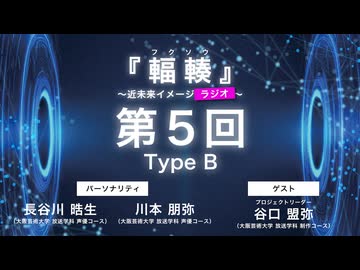 フクソウ
『輻輳』
～近未来イメージラジオ～
第5回
Type B
パーソナリティ
ゲスト
長谷川 晧生
（大阪芸術大学 放送学科 声優コース）
川本 朋弥
（大阪芸術大学 放送学科 声優コース）
プロジェクトリーダー
谷口 盟弥
（大阪芸術大学 放送学科 制作コース）